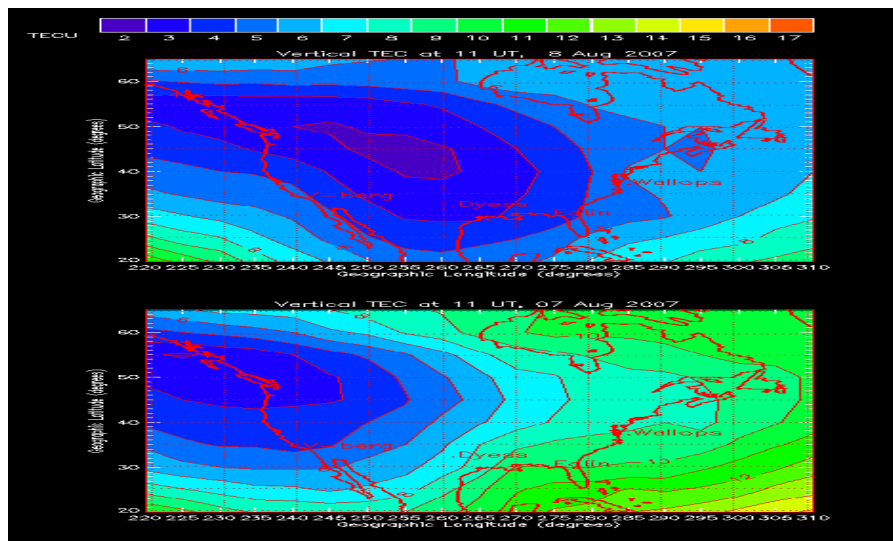 TECU 2 3 4 5 6 7 8 9 10 11 12 13 14 15 16 17
Vertical TEC at 11 UT, 8 Aug 2007
Geographic Latitude (degrees)
60
50
40
30
20
Wallops
Dyess
220 225 230 235 240 245 250 255 260 265 270 275 280 285 290 295 300 305 310
Geographic Longitude (degrees)
Vertical TEC at 11 UT, 07 Aug 2007
Geographic Latitude (degrees)
60
50
40
30
20
Wallops
Dyess
12
220 225 230 235 240 245 250 255 260 265 270 275 280 285 290 295 300 305 310
Geographic Longitude (degrees)